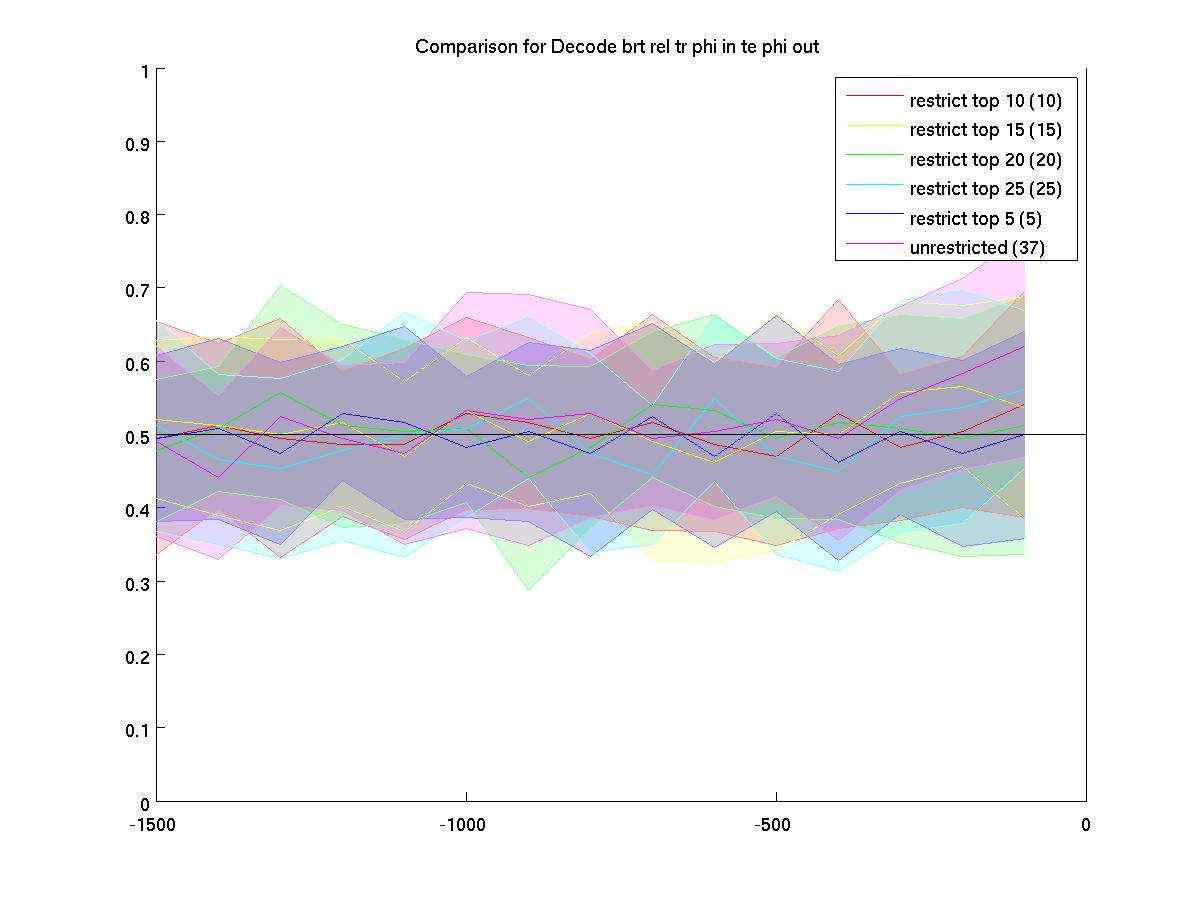 Comparison for Decode brt rel tr phi in te phi out
1
0.9
0.8
0.7
0.6
0.5
0.4
0.3
0.2
0.1
0
-1500
-1000
-500
0
restrict top 10 (10)
restrict top 15 (15)
restrict top 20 (20)
restrict top 25 (25)
restrict top 5 (5)
unrestricted (37)